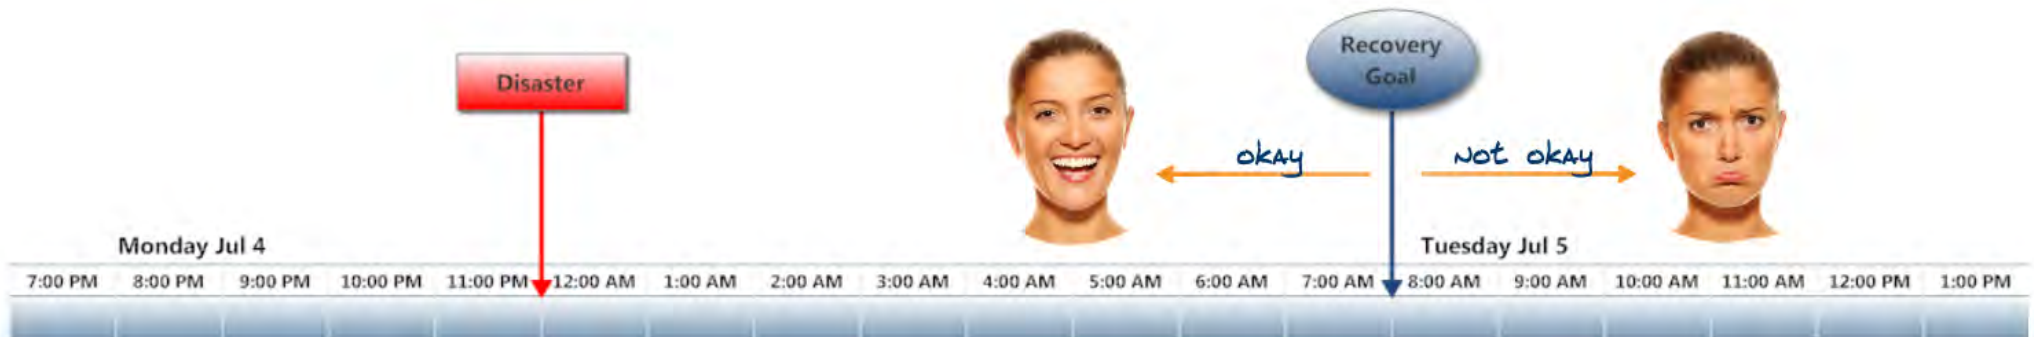 Disaster
Recovery
Goal
okay
Not okay
Monday Jul 4
Tuesday Jul 5
7:00 PM 8:00 PM 9:00 PM 10:00 PM 11:00 PM 12:00 AM 1:00 AM 2:00 AM 3:00 AM 4:00 AM 5:00 AM 6:00 AM 7:00 AM 8:00 AM 9:00 AM 10:00 AM 11:00 AM 12:00 PM 1:00 PM